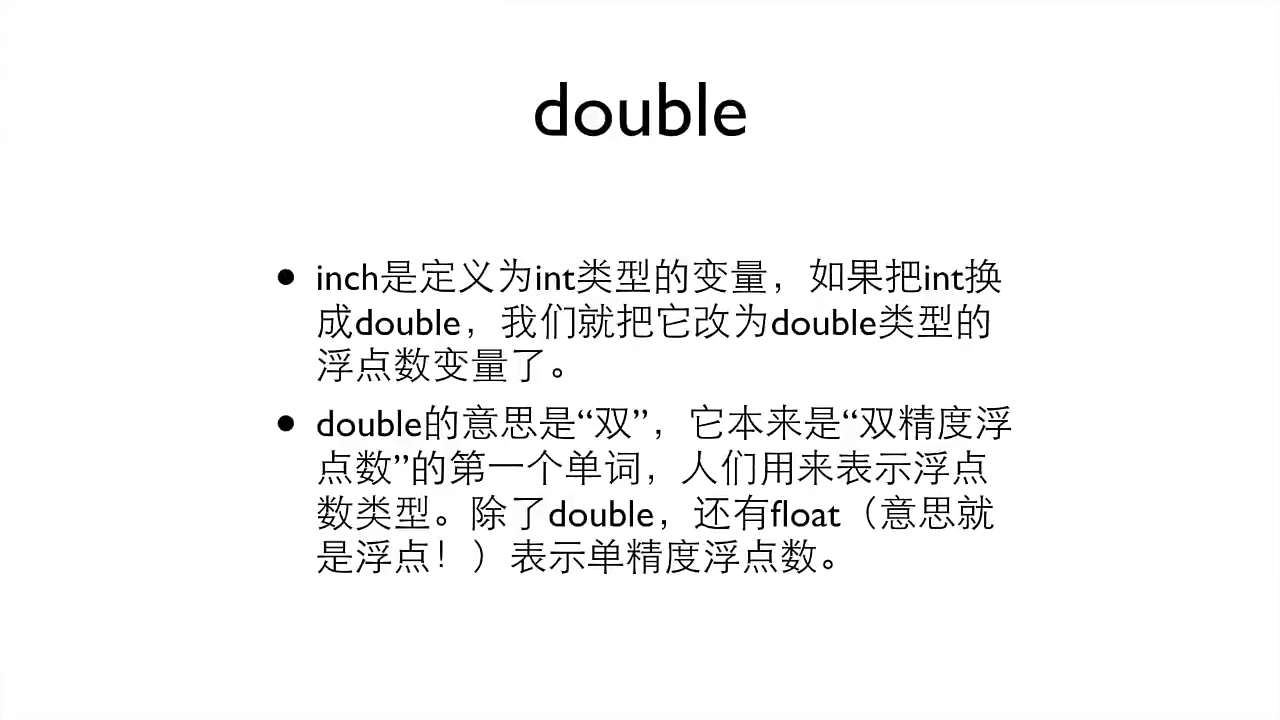 double
• inch是定义为int类型的变量，如果把int换
成double，我们就把它改为double类型的
浮点数变量了。
• double的意思是“双”，它本来是“双精度浮
点数”的第一个单词，人们用来表示浮点
数类型。除了double，还有float（意思就
是浮点！）表示单精度浮点数。